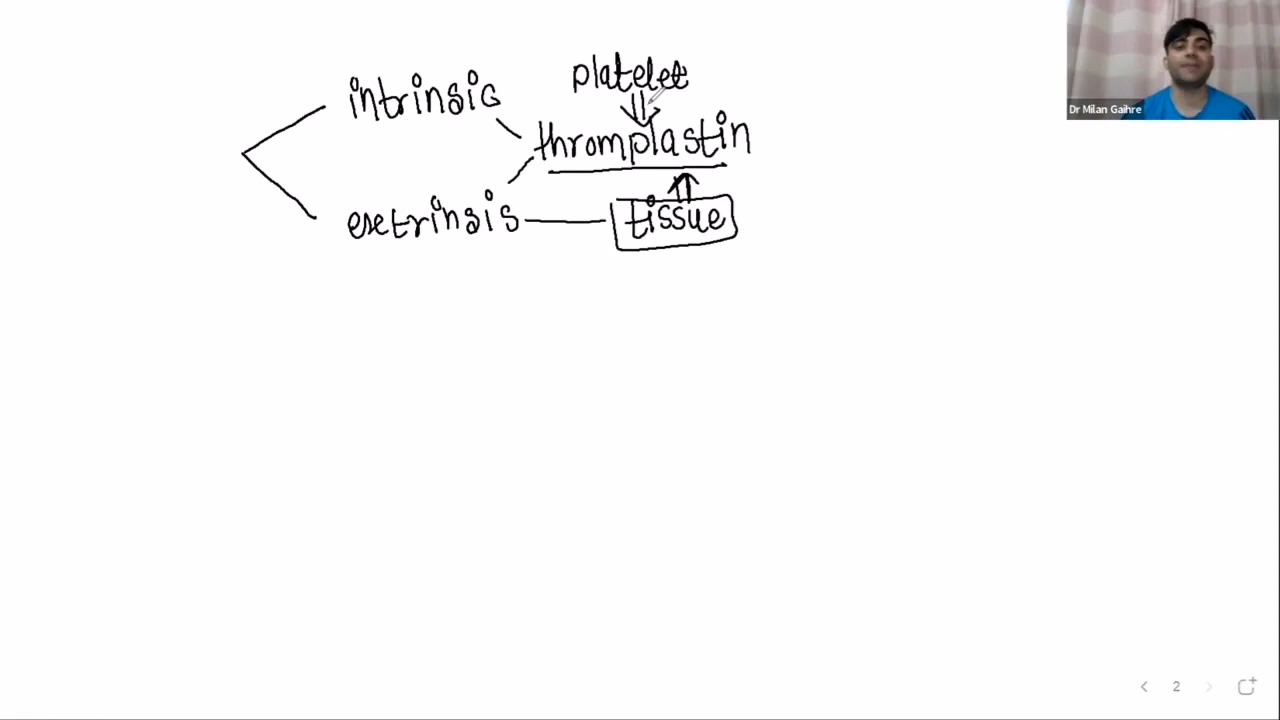 platelet
intrinsic
thromplastin
exetrinsis
tissue
Dr Milan Gaihre
2